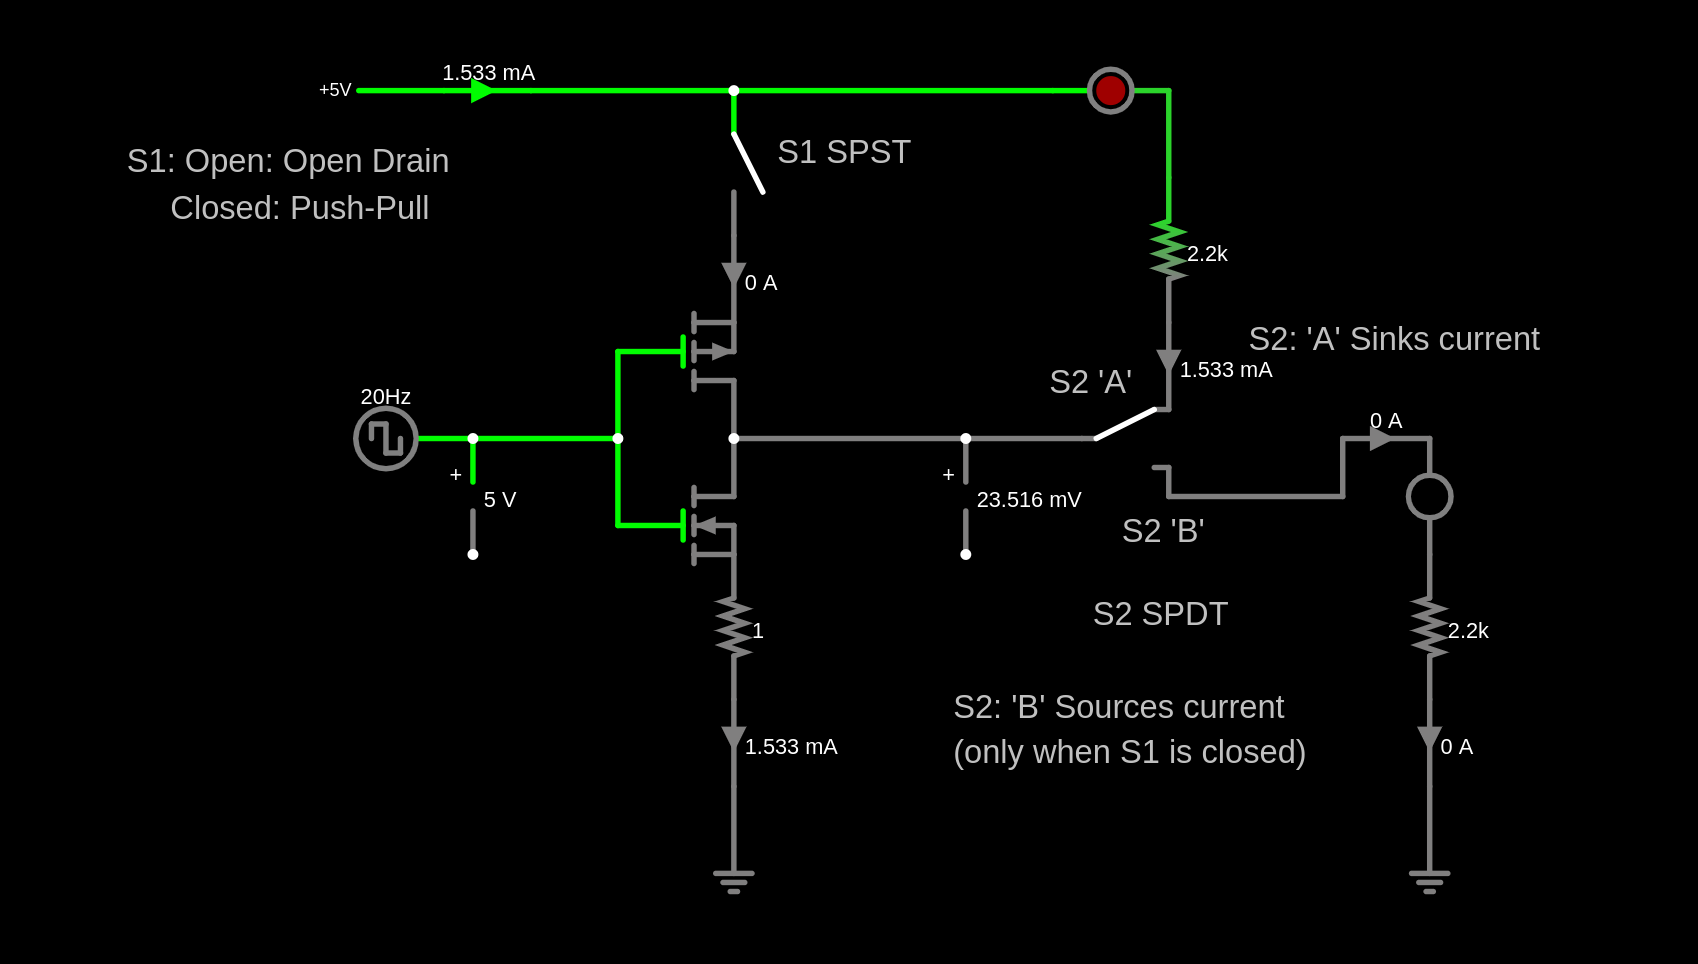 1.533 mA
+5V
S1 SPST
S1: Open: Open Drain
Closed: Push-Pull
2.2k
0 A
S2: 'A' Sinks current
1.533 mA
S2 'A'
20Hz
0 A
+
5 V
+
23.516 mV
S2 'B'
S2 SPDT
1
2.2k
S2: 'B' Sources current
(only when S1 is closed)
1.533 mA
0 A